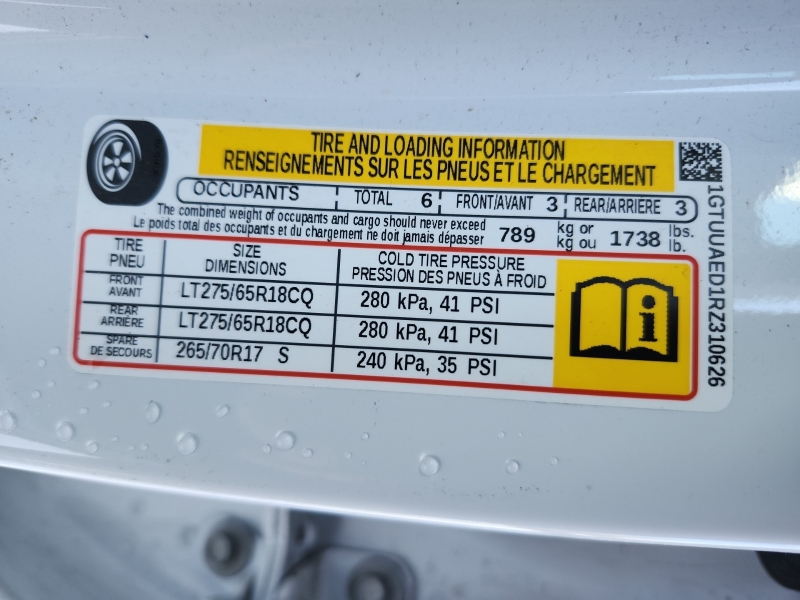 TIRE AND LOADING INFORMATION
RENSEIGNEMENTS SUR LES PNEUS ET LE CHARGEMENT
OCCUPANTS TOTAL 6 FRONT/AVANT 3 REAR/ARRIERE 3
The combined weight of occupants and cargo should never exceed
Le poids total des occupants et du chargement ne doit jamais dépasser
789 kg or kg ou 1738 lbs. lb.
TIRE PNEU SIZE DIMENSIONS COLD TIRE PRESSURE PRESSION DES PNEUS À FROID
FRONT AVANT LT275/65R18CQ 280 kPa, 41 PSI
REAR ARRIÈRE LT275/65R18CQ 280 kPa, 41 PSI
SPARE DE SECOURS 265/70R17 S 240 kPa, 35 PSI
1GTUUAED1RZ310626